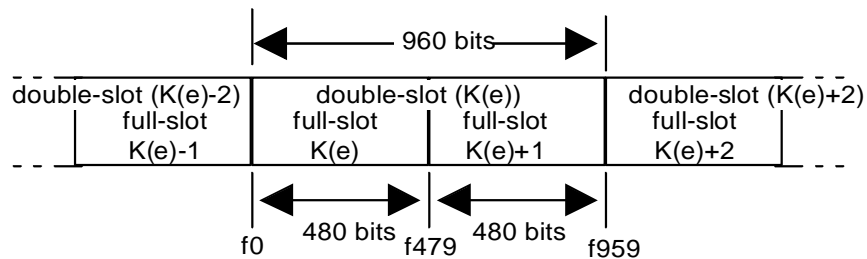 960 bits
double-slot (K(e)-2) double-slot (K(e)) double-slot (K(e)+2)
full-slot full-slot full-slot full-slot
K(e)-1 K(e) K(e)+1 K(e)+2
480 bits 480 bits
f0 f479 f959